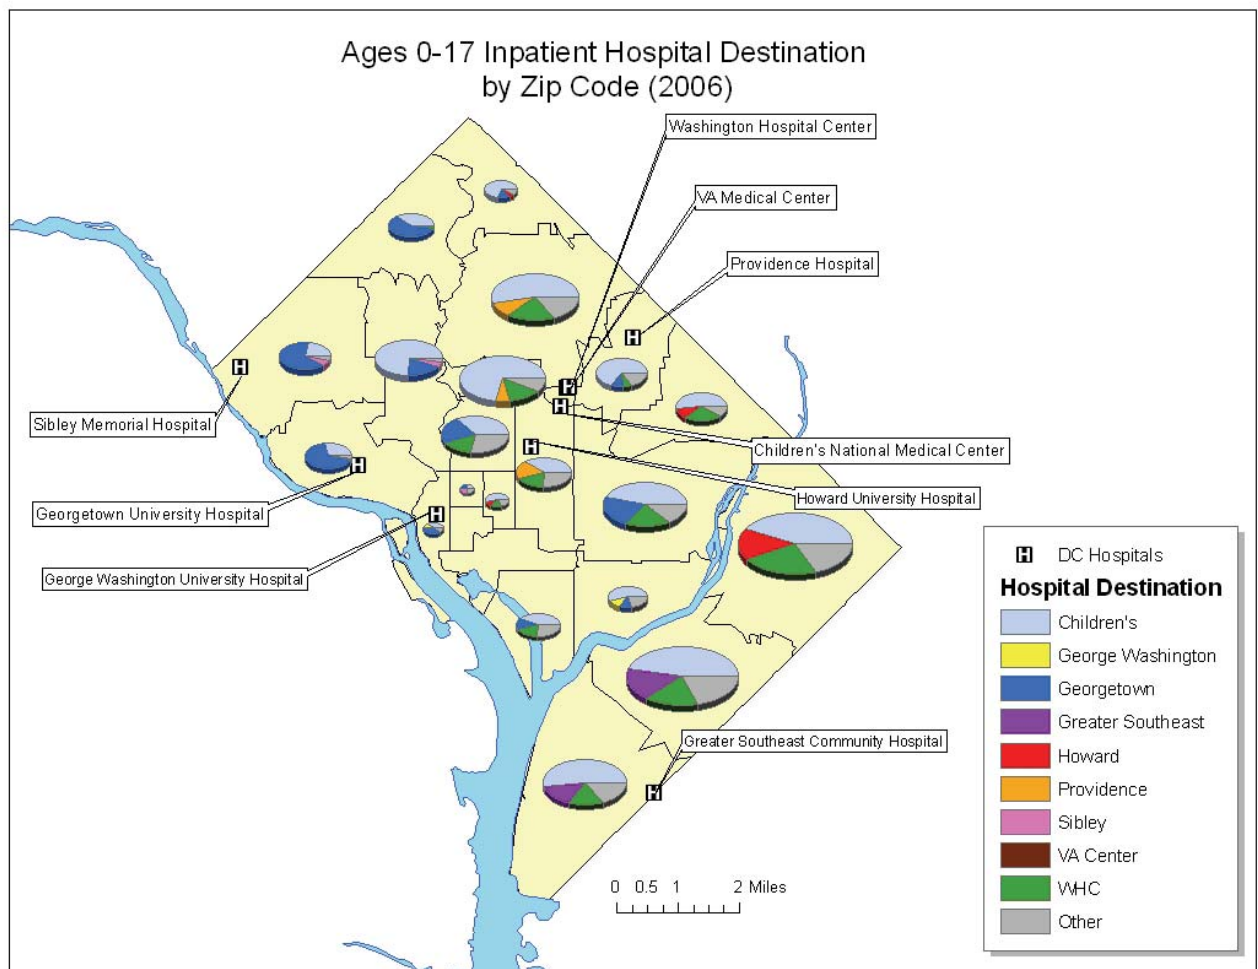 Ages 0-17 Inpatient Hospital Destination
by Zip Code (2006)
Washington Hospital Center
VA Medical Center
Providence Hospital
Sibley Memorial Hospital
Children's National Medical Center
Howard University Hospital
Georgetown University Hospital
George Washington University Hospital
Greater Southeast Community Hospital
0 0.5 1 2 Miles
H DC Hospitals
Hospital Destination
Children's
George Washington
Georgetown
Greater Southeast
Howard
Providence
Sibley
VA Center
WHC
Other